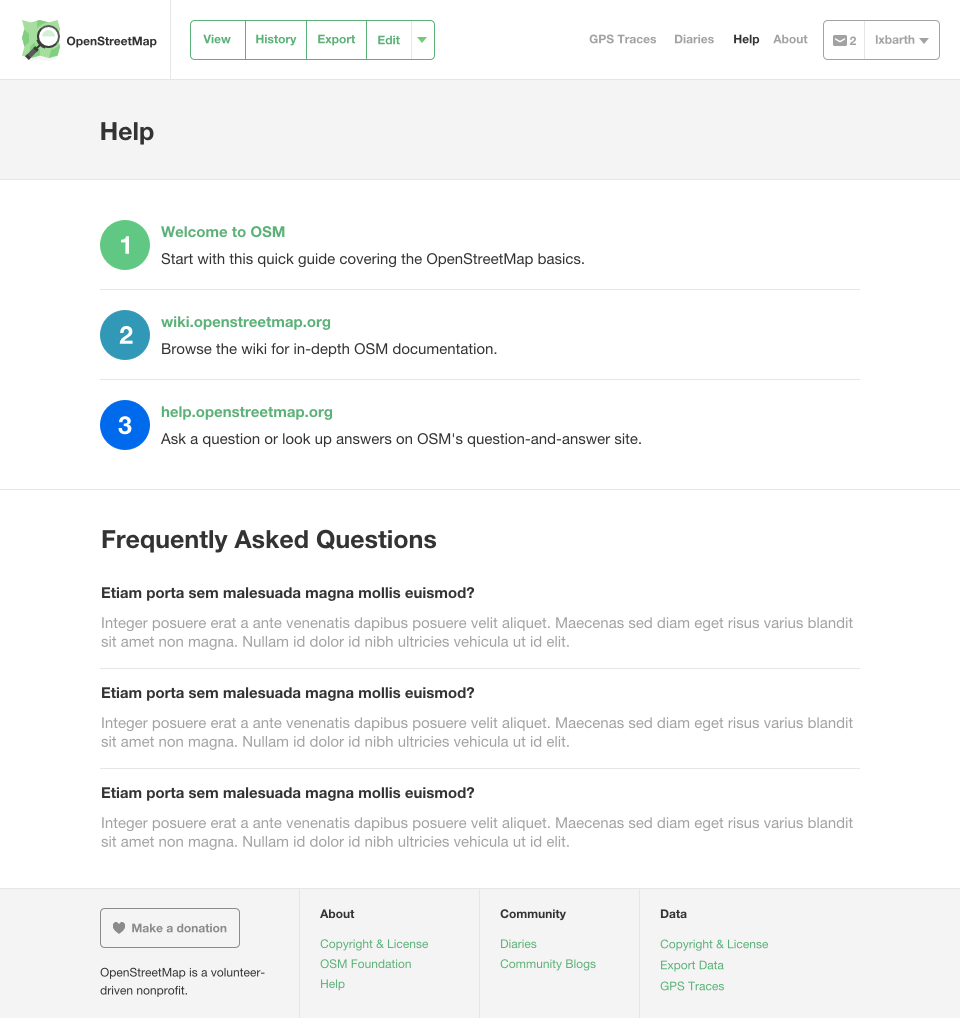 OpenStreetMap
View History Export Edit
GPS Traces Diaries Help About 2 lxbarth
Help
1
Welcome to OSM
Start with this quick guide covering the OpenStreetMap basics.
2
wiki.openstreetmap.org
Browse the wiki for in-depth OSM documentation.
3
help.openstreetmap.org
Ask a question or look up answers on OSM's question-and-answer site.
Frequently Asked Questions
Etiam porta sem malesuada magna mollis euismod?
Integer posuere erat a ante venenatis dapibus posuere velit aliquet. Maecenas sed diam eget risus varius blandit
sit amet non magna. Nullam id dolor id nibh ultricies vehicula ut id elit.
Etiam porta sem malesuada magna mollis euismod?
Integer posuere erat a ante venenatis dapibus posuere velit aliquet. Maecenas sed diam eget risus varius blandit
sit amet non magna. Nullam id dolor id nibh ultricies vehicula ut id elit.
Etiam porta sem malesuada magna mollis euismod?
Integer posuere erat a ante venenatis dapibus posuere velit aliquet. Maecenas sed diam eget risus varius blandit
sit amet non magna. Nullam id dolor id nibh ultricies vehicula ut id elit.
Make a donation
OpenStreetMap is a volunteer-
driven nonprofit.
About
Copyright & License
OSM Foundation
Help
Community
Diaries
Community Blogs
Data
Copyright & License
Export Data
GPS Traces